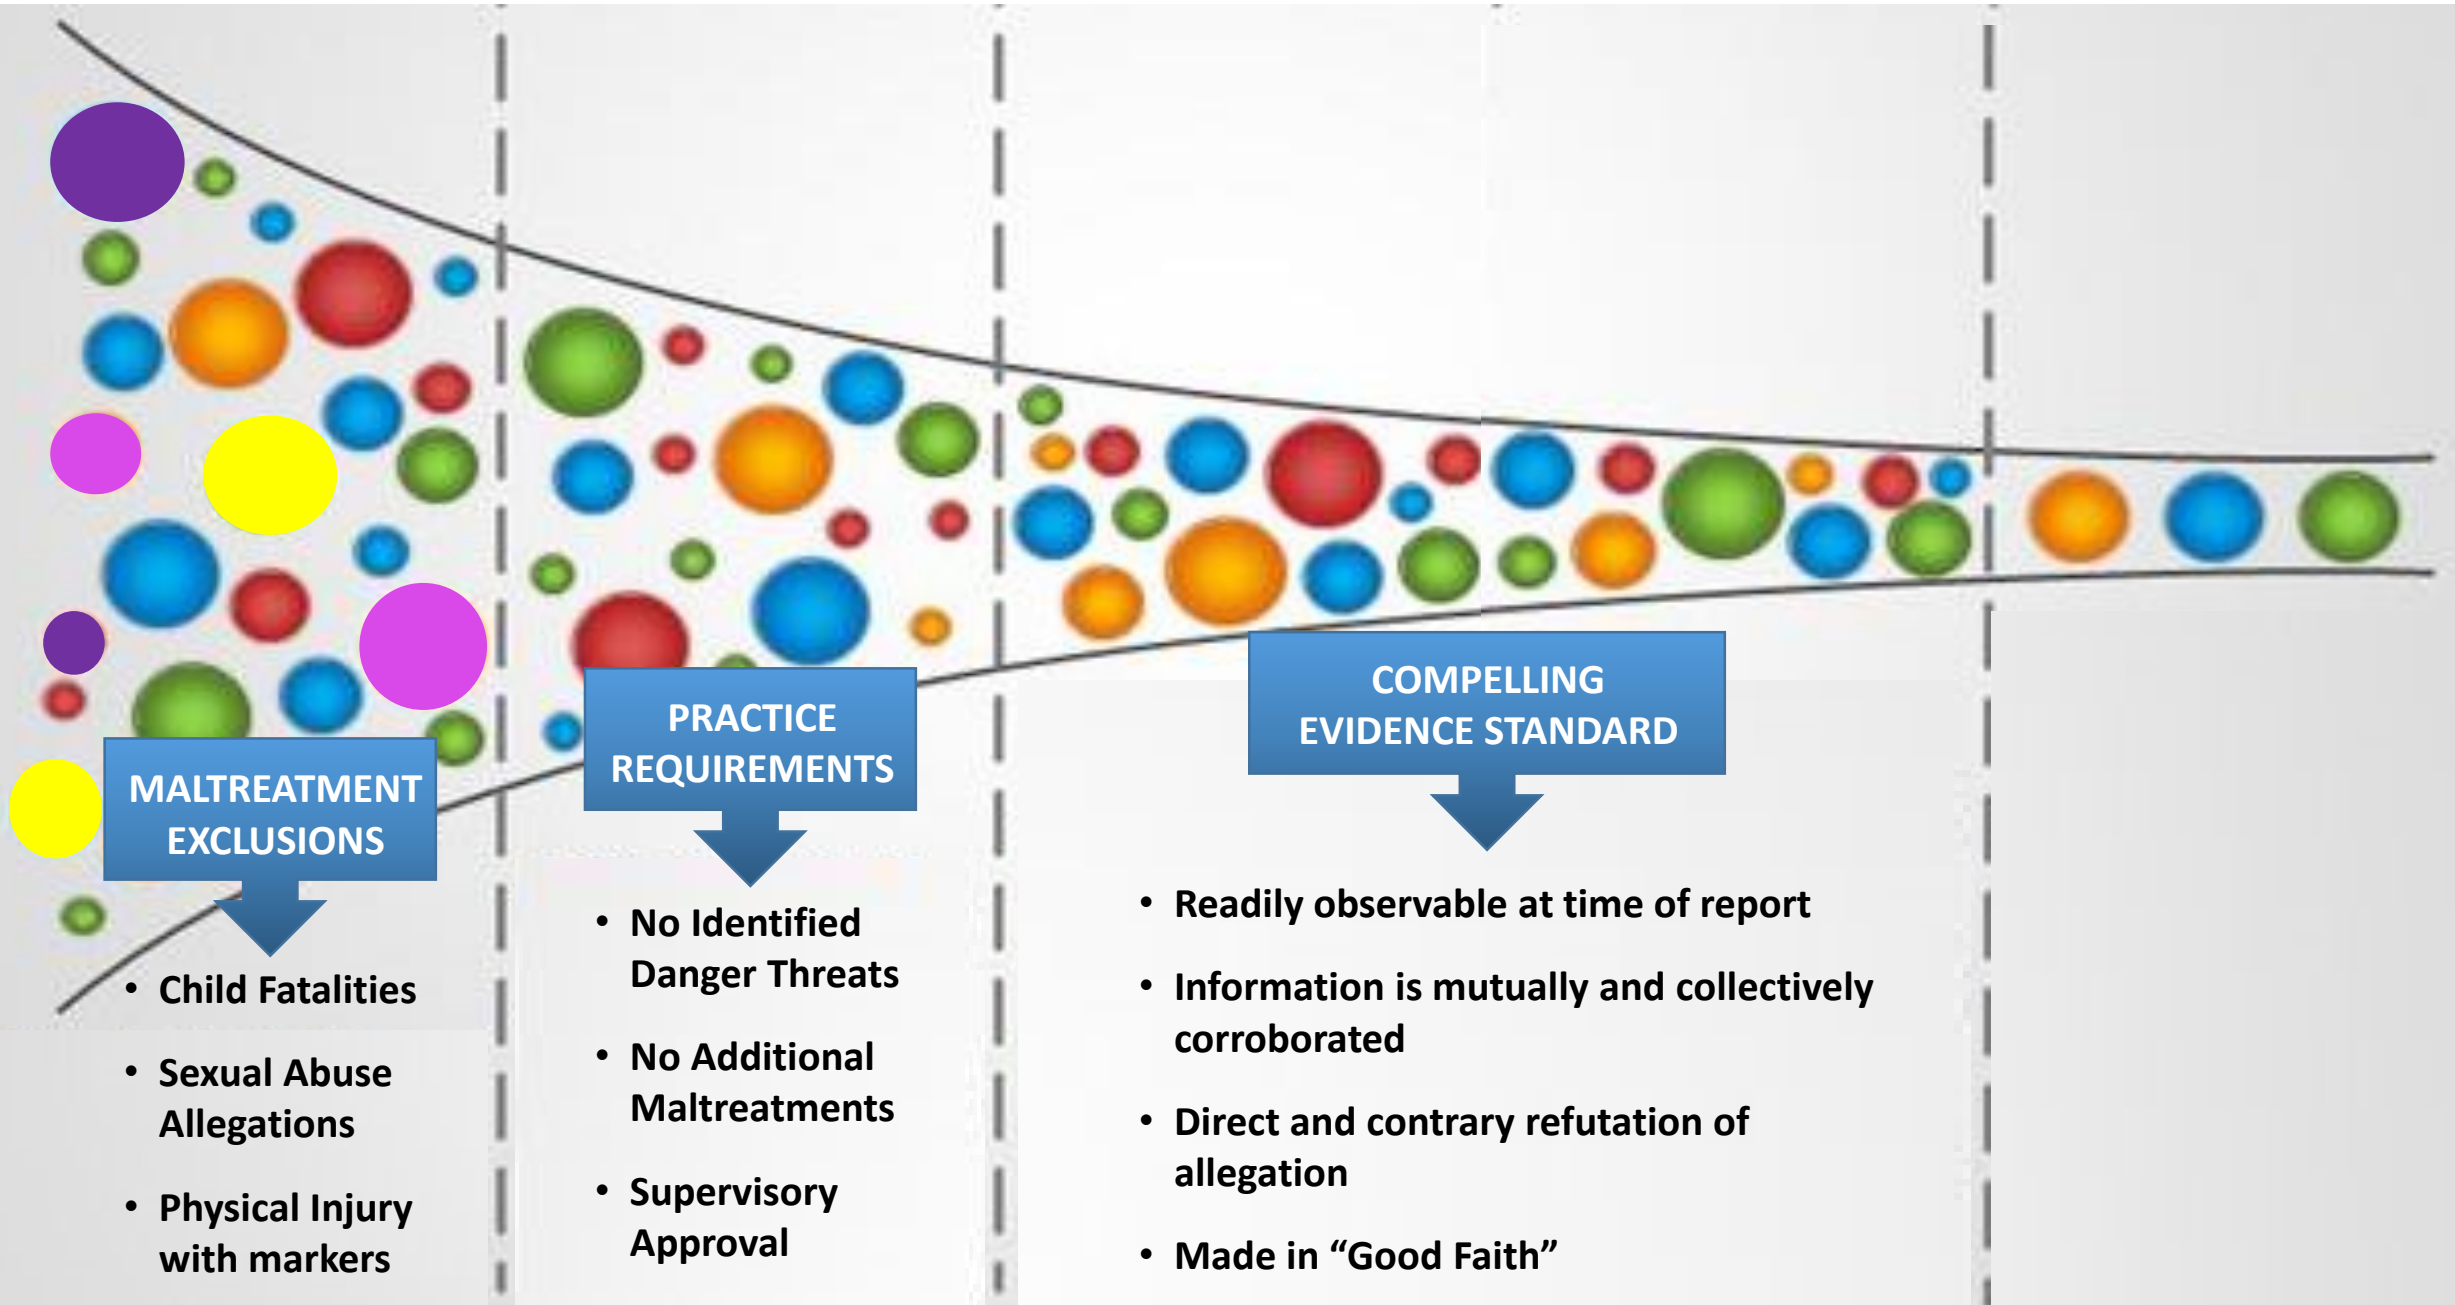 MALTREATMENT
EXCLUSIONS
• Child Fatalities
• Sexual Abuse
Allegations
• Physical Injury
with markers
PRACTICE
REQUIREMENTS
• No Identified
Danger Threats
• No Additional
Maltreatments
• Supervisory
Approval
COMPELLING
EVIDENCE STANDARD
• Readily observable at time of report
• Information is mutually and collectively
corroborated
• Direct and contrary refutation of
allegation
• Made in “Good Faith”